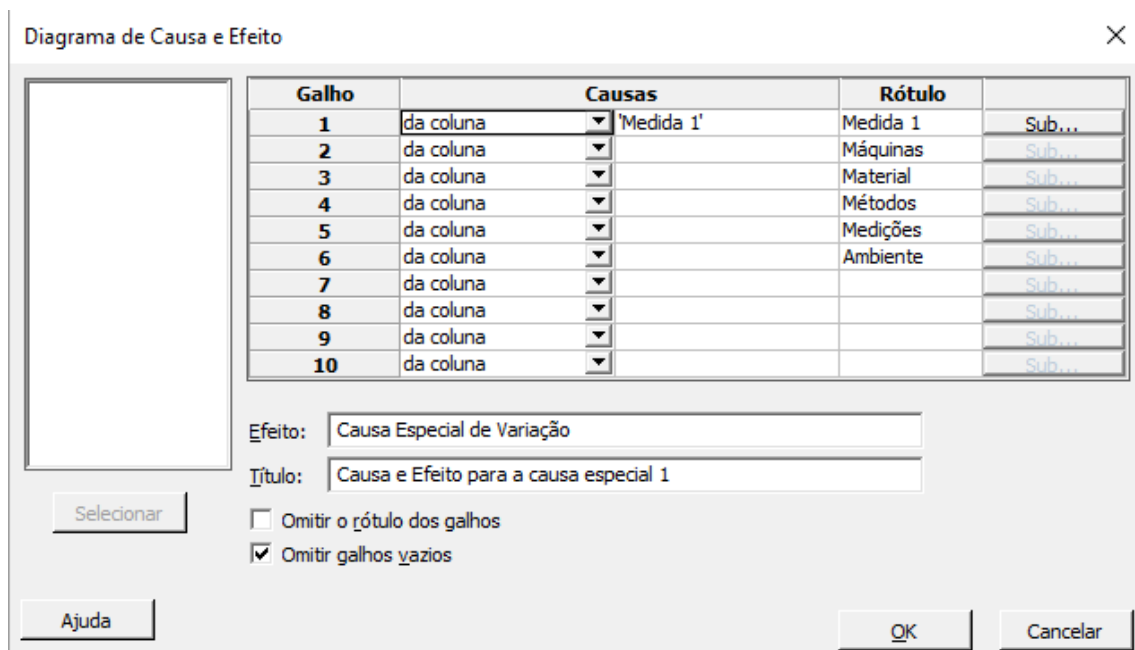 Diagrama de Causa e Efeito
Galho Causas Rótulo
1 da coluna 'Medida 1' Medida 1 Sub...
2 da coluna Máquinas Sub...
3 da coluna Material Sub...
4 da coluna Métodos Sub...
5 da coluna Medições Sub...
6 da coluna Ambiente Sub...
7 da coluna Sub...
8 da coluna Sub...
9 da coluna Sub...
10 da coluna Sub...
Efeito: Causa Especial de Variação
Título: Causa e Efeito para a causa especial 1
Selecionar
Omitir o rótulo dos galhos
Omitir galhos vazios
Ajuda
OK Cancelar